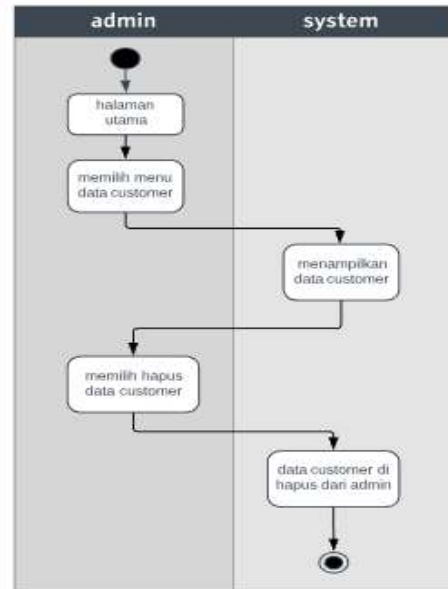 admin
system
halaman
utama
memilih menu
data customer
menampilkan
data customer
memilih hapus
data customer
data customer di
hapus dari admin